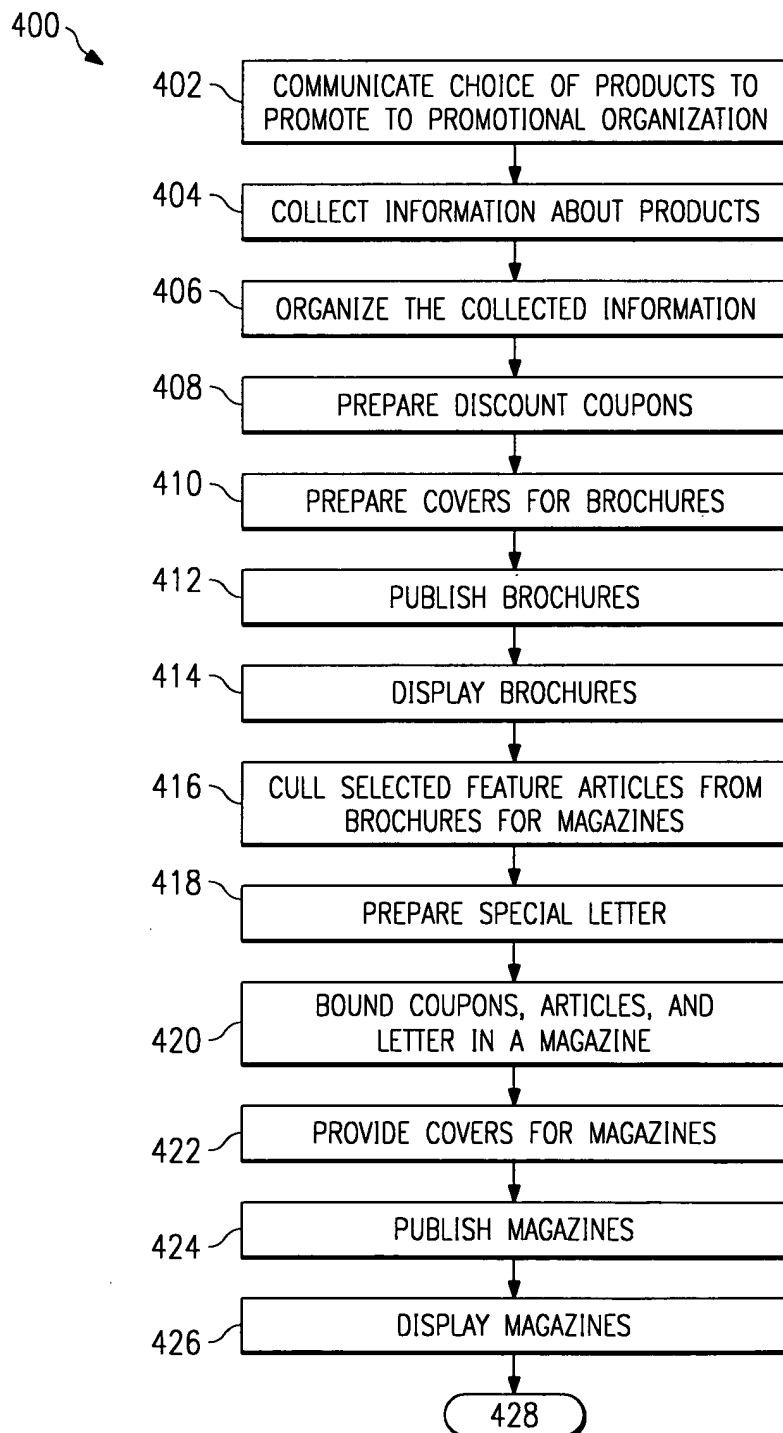 400
402
COMMUNICATE CHOICE OF PRODUCTS TO
PROMOTE TO PROMOTIONAL ORGANIZATION
404
COLLECT INFORMATION ABOUT PRODUCTS
406
ORGANIZE THE COLLECTED INFORMATION
408
PREPARE DISCOUNT COUPONS
410
PREPARE COVERS FOR BROCHURES
412
PUBLISH BROCHURES
414
DISPLAY BROCHURES
416
CULL SELECTED FEATURE ARTICLES FROM
BROCHURES FOR MAGAZINES
418
PREPARE SPECIAL LETTER
420
BOUND COUPONS, ARTICLES, AND
LETTER IN A MAGAZINE
422
PROVIDE COVERS FOR MAGAZINES
424
PUBLISH MAGAZINES
426
DISPLAY MAGAZINES
428